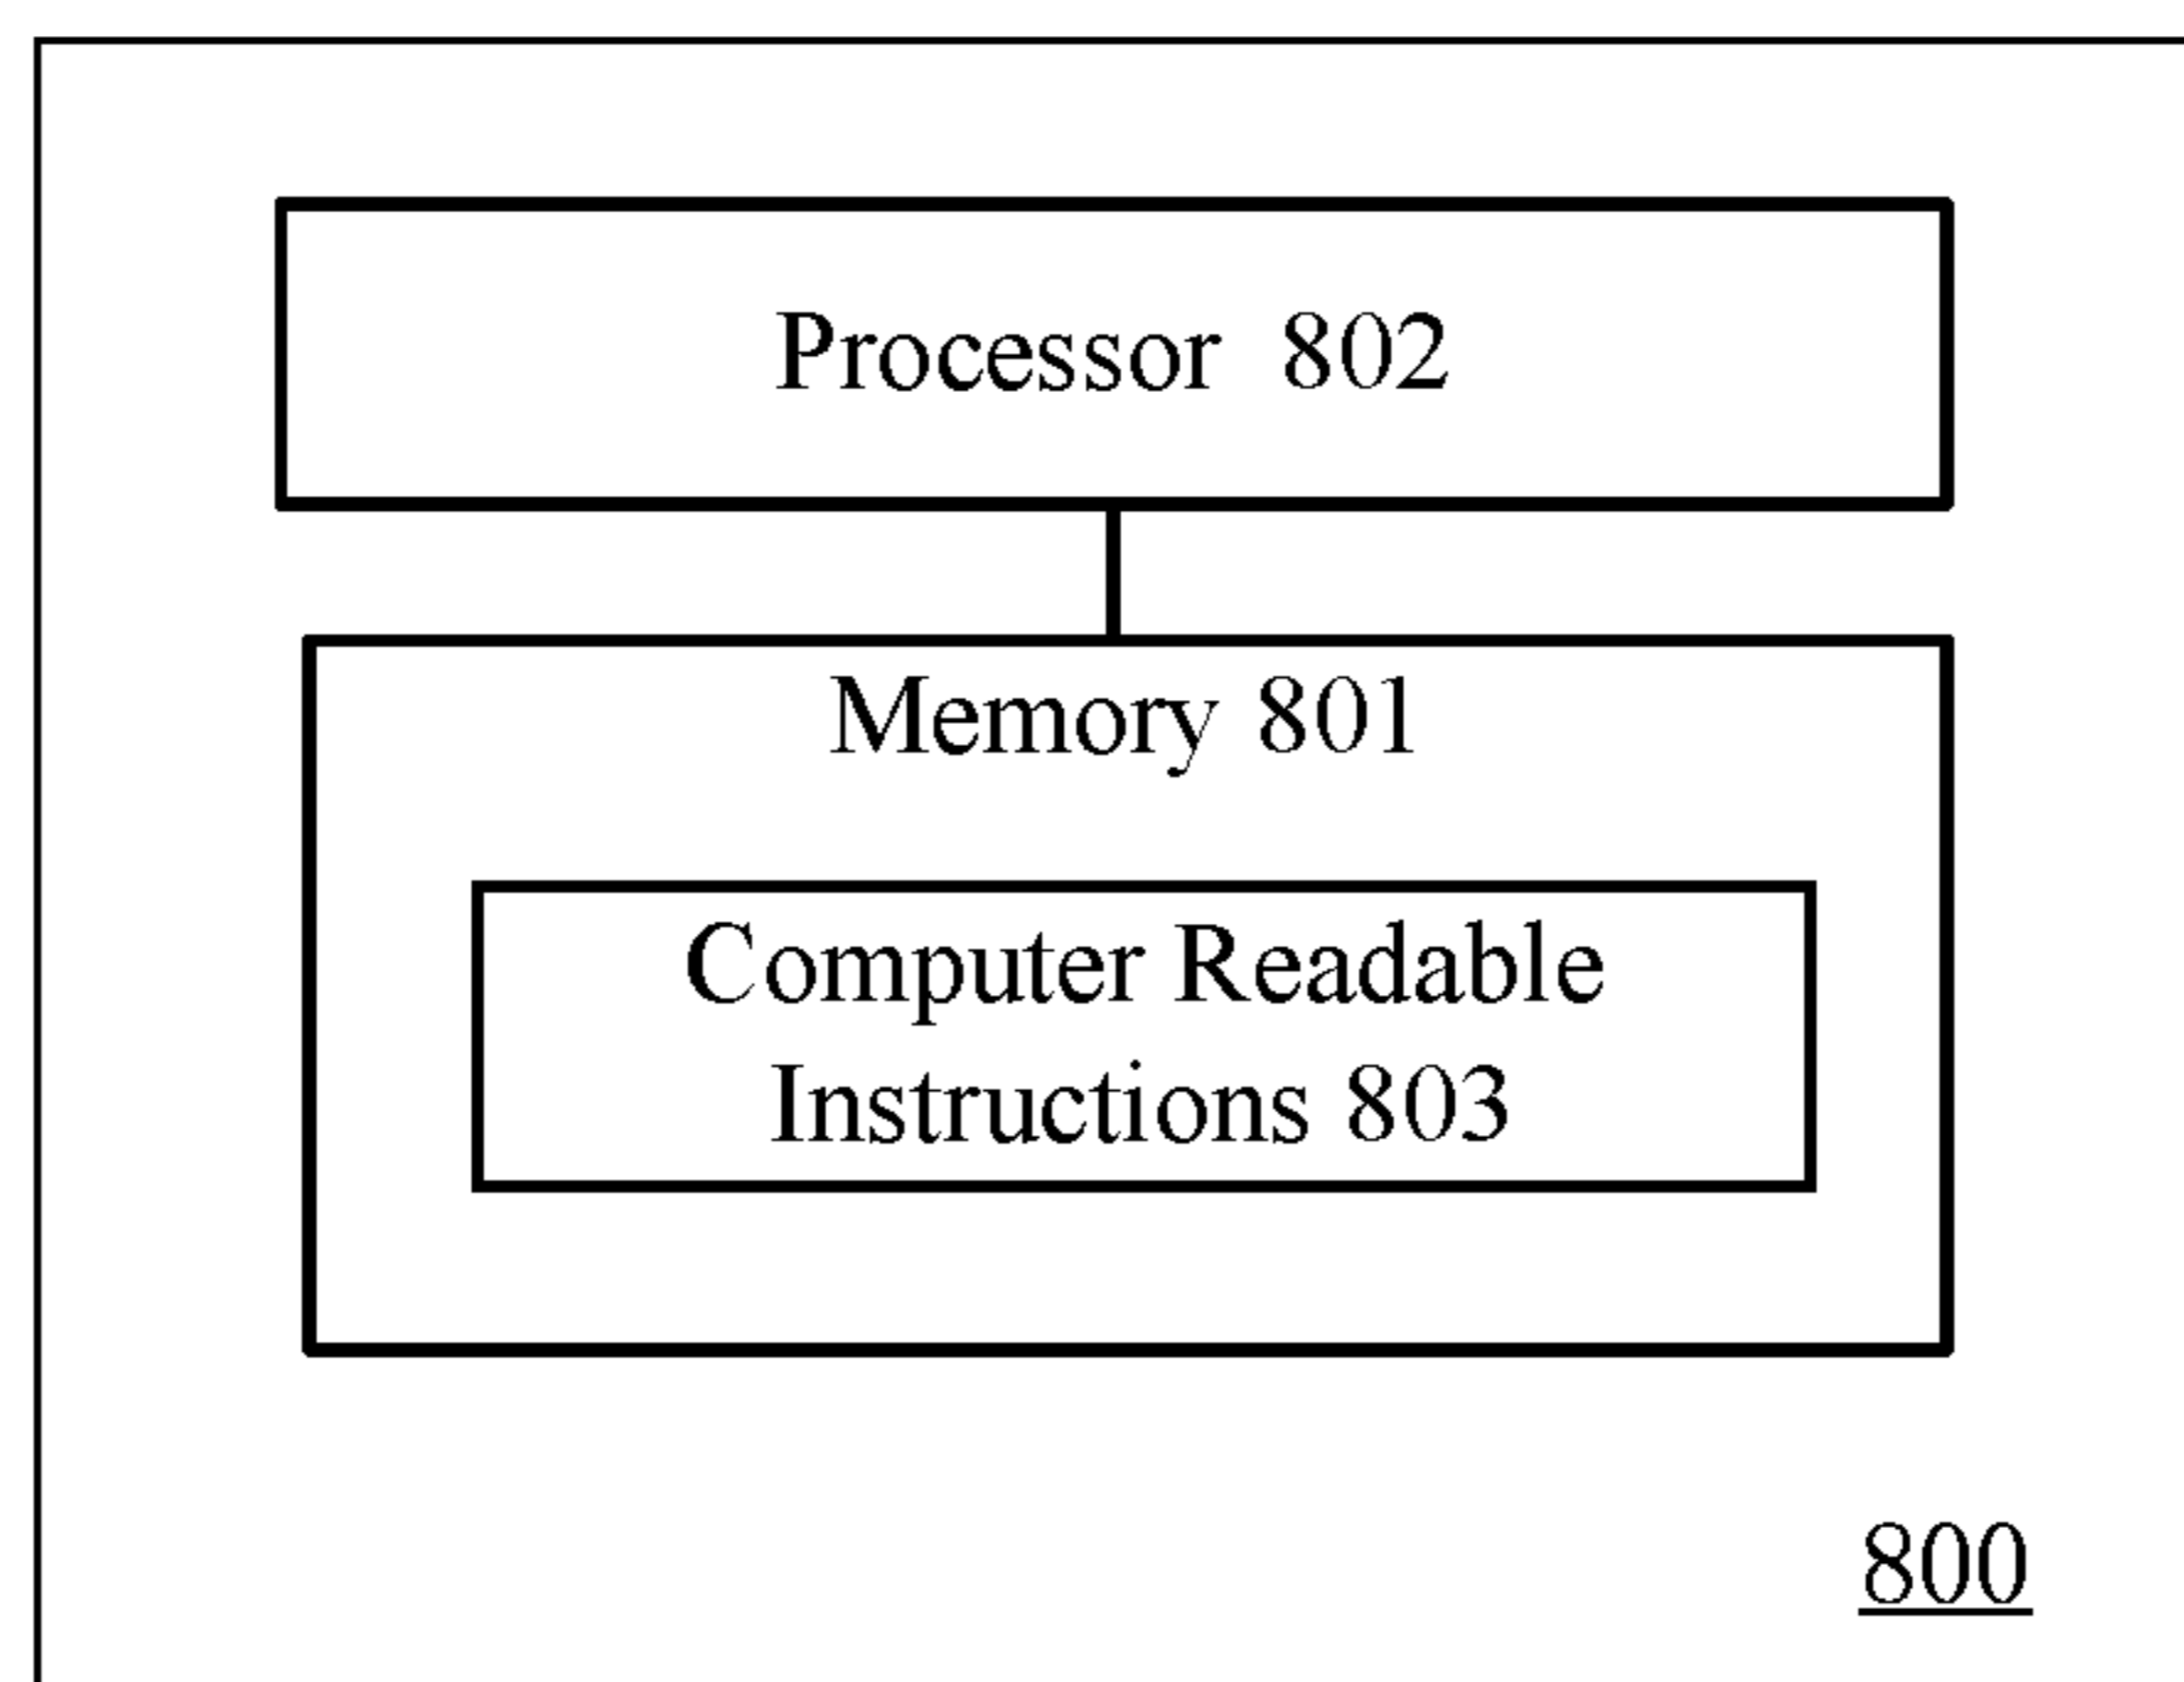 Processor 802
Memory 801
Computer Readable
Instructions 803
800